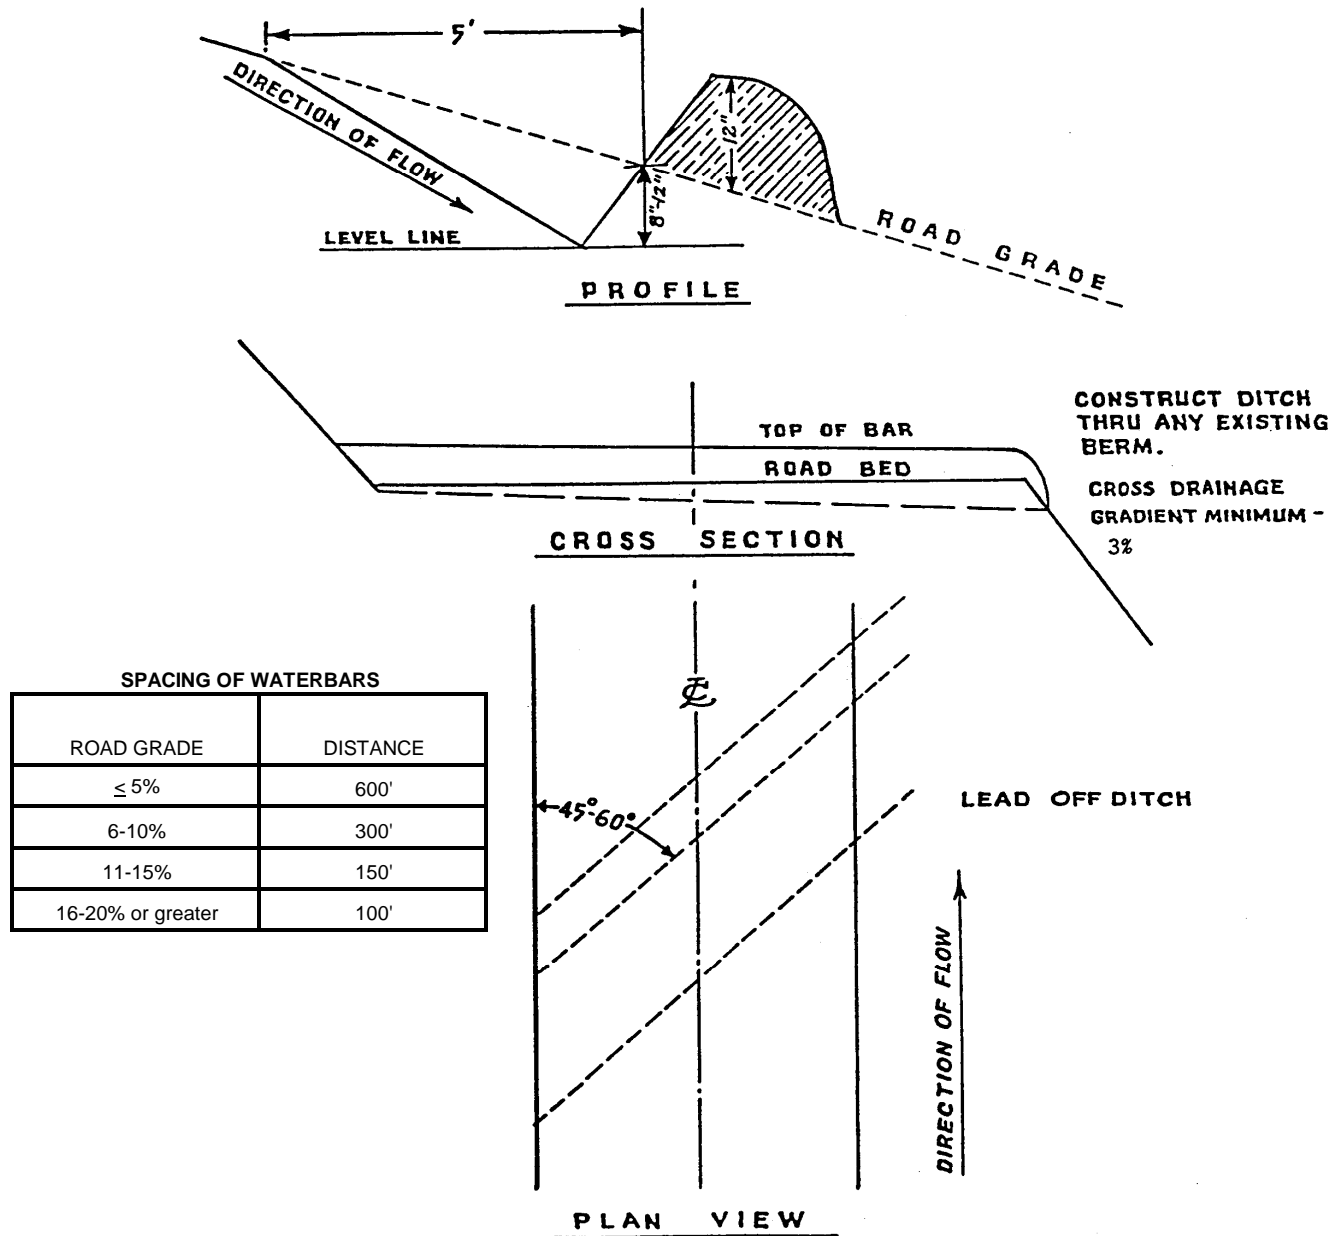 5'
DIRECTION OF FLOW
12"
8"-12"
LEVEL LINE
ROAD GRADE
PROFILE
TOP OF BAR
ROAD BED
CONSTRUCT DITCH
THRU ANY EXISTING
BERM.
CROSS DRAINAGE
GRADIENT MINIMUM -
3%
CROSS SECTION
SPACING OF WATERBARS
ROAD GRADE DISTANCE
≤ 5% 600'
6-10% 300'
11-15% 150'
16-20% or greater 100'
℄
45°-60°
LEAD OFF DITCH
DIRECTION OF FLOW
PLAN VIEW